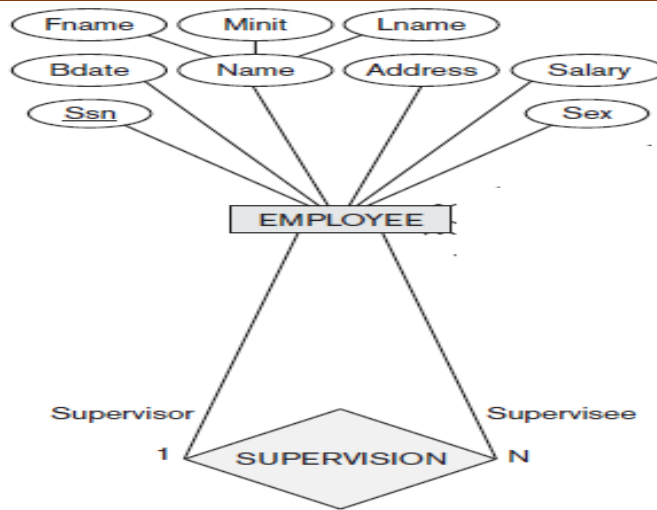 Fname Minit Lname
Bdate Name Address Salary
Ssn Sex
EMPLOYEE
Supervisor Supervisee
1 SUPERVISION N